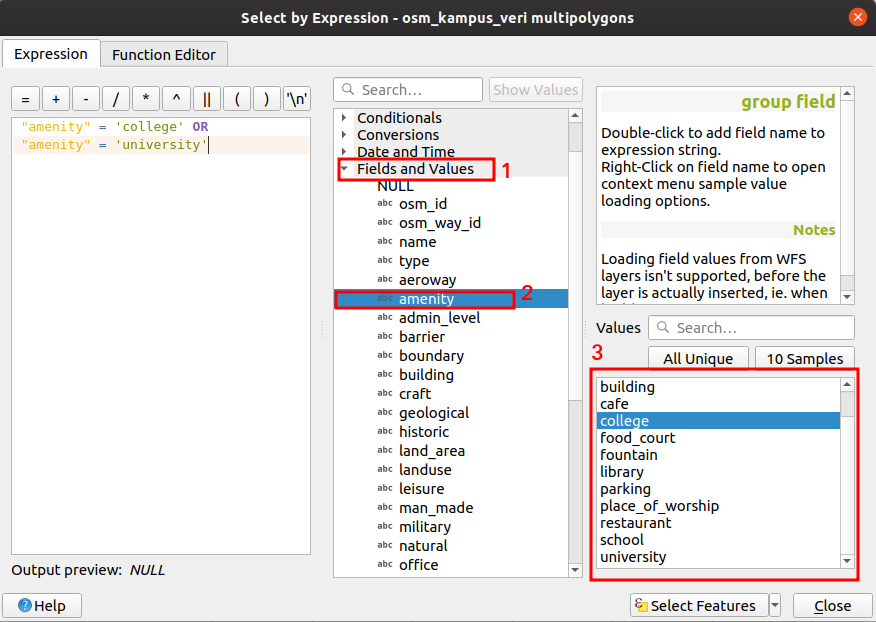 Select by Expression - osm_kampus_veri multipolygons
Expression
Function Editor
= + - / * ^ || ( ) '\n'
"amenity" = 'college' OR
"amenity" = 'university'
Output preview: NULL
Search…
Show Values
Conditionals
Conversions
Date and Time
Fields and Values
1
NULL
abc osm_id
abc osm_way_id
abc name
abc type
abc aeroway
abc amenity
2
abc admin_level
abc barrier
abc boundary
abc building
abc craft
abc geological
abc historic
abc land_area
abc landuse
abc leisure
abc man_made
abc military
abc natural
abc office
group field
Double-click to add field name to
expression string.
Right-Click on field name to open
context menu sample value
loading options.
Notes
Loading field values from WFS
layers isn't supported, before the
layer is actually inserted, ie. when
Values
Search…
3
All Unique
10 Samples
building
cafe
college
food_court
fountain
library
parking
place_of_worship
restaurant
school
university
Help
Select Features
Close